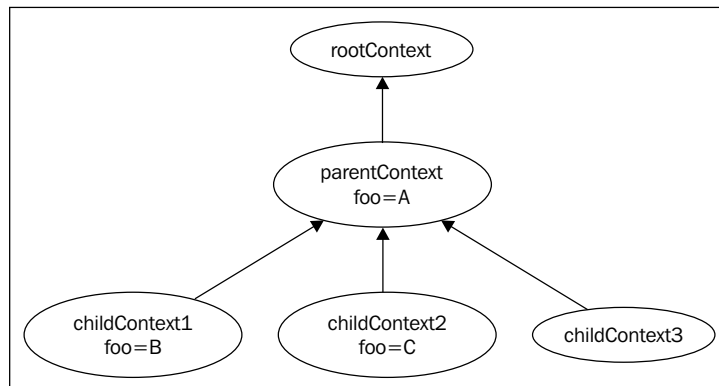 rootContext
parentContext
foo=A
childContext1
foo=B
childContext2
foo=C
childContext3